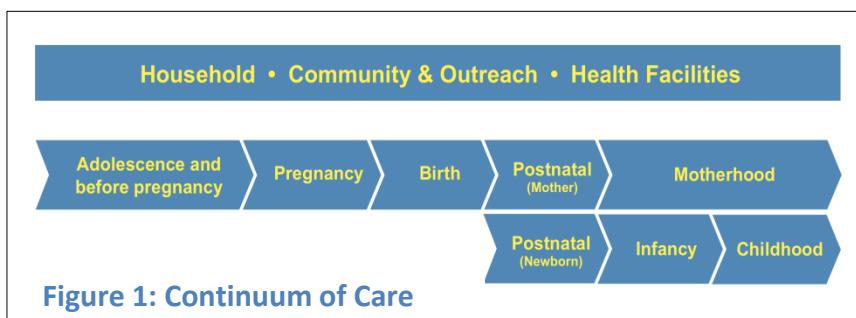 Household • Community & Outreach • Health Facilities
Adolescence and
before pregnancy
Pregnancy
Birth
Postnatal
(Mother)
Motherhood
Postnatal
(Newborn)
Infancy
Childhood
Figure 1: Continuum of Care